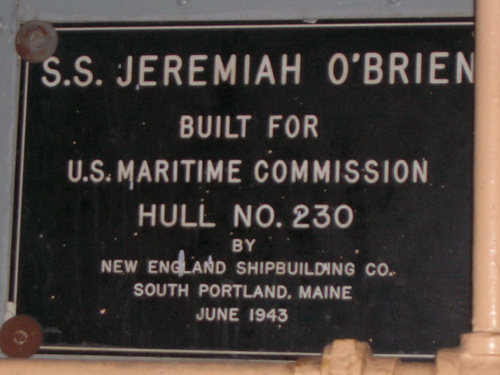 S.S. JEREMIAH O'BRIEN
BUILT FOR
U.S. MARITIME COMMISSION
HULL NO. 230
BY
NEW ENGLAND SHIPBUILDING CO.
SOUTH PORTLAND, MAINE
JUNE 1943